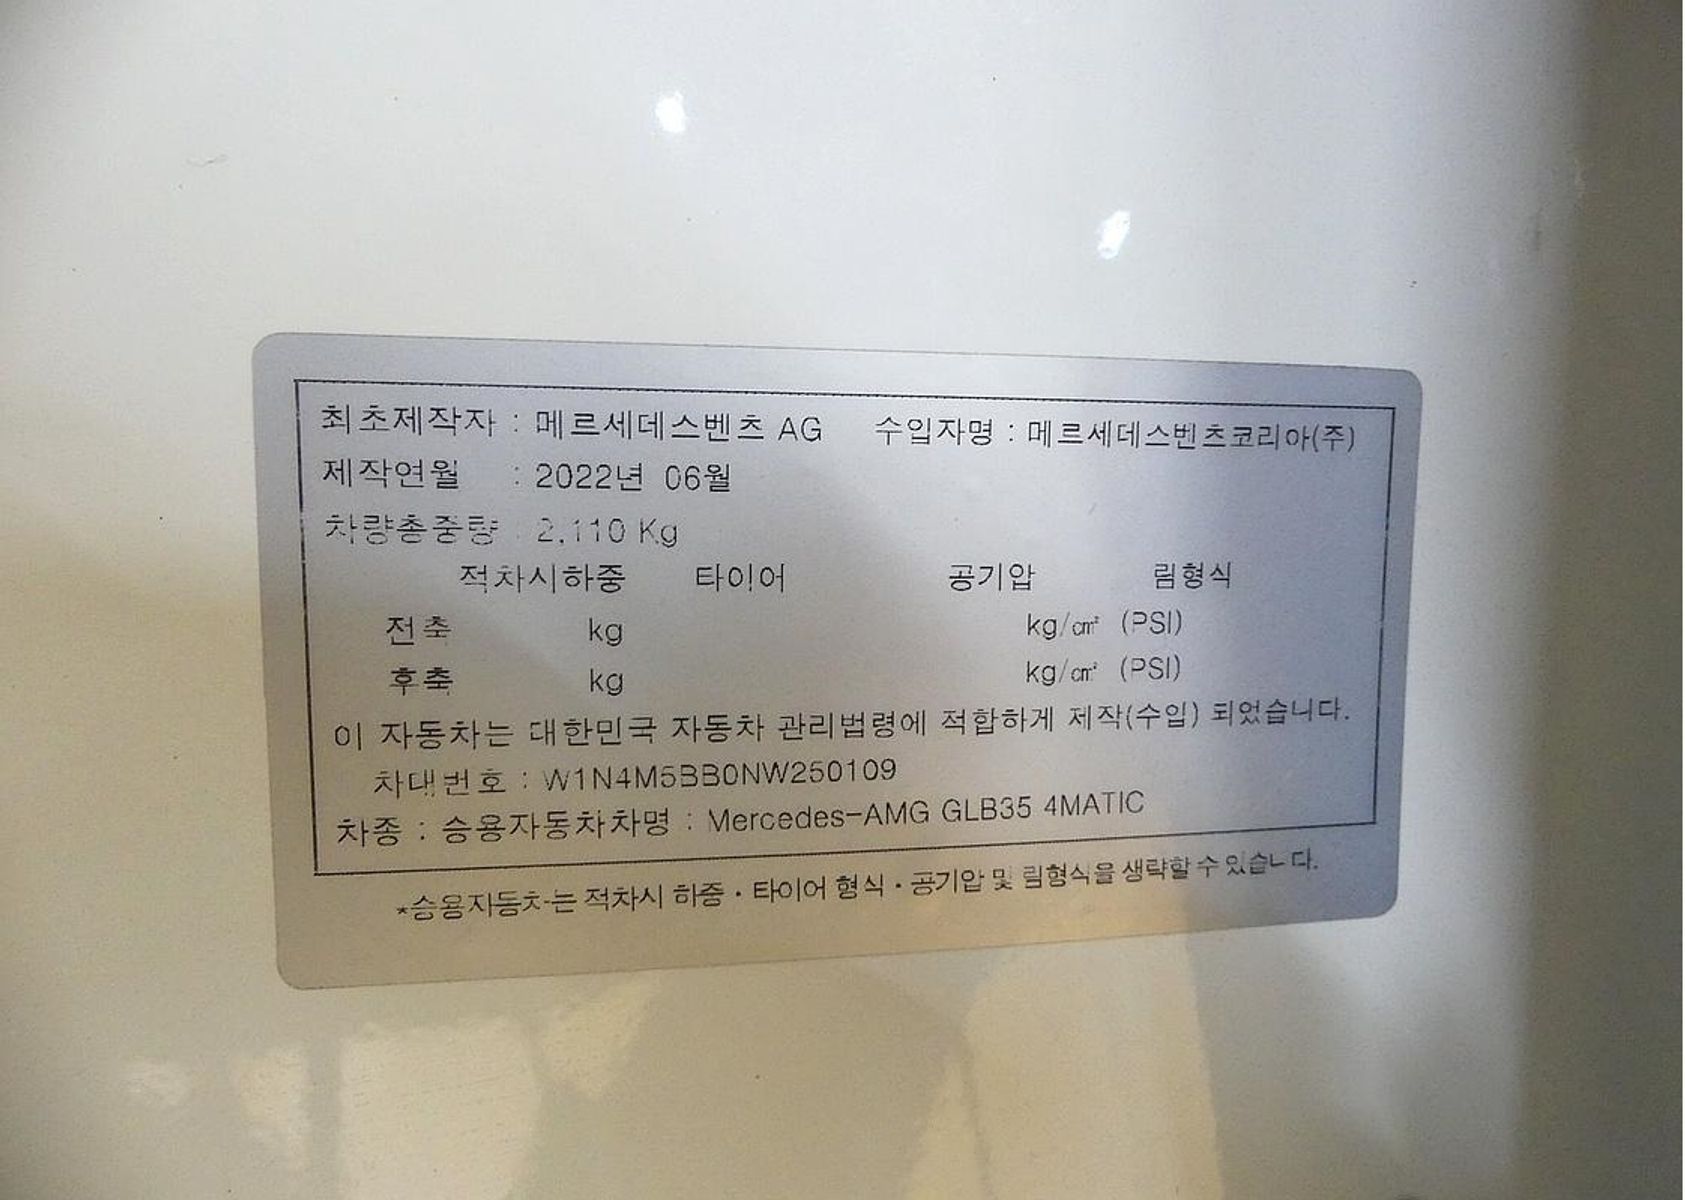 최초제작자 : 메르세데스벤츠 AG 수입자명 : 메르세데스벤츠코리아(주)
제작연월 : 2022년 06월
차량총중량 : 2,110 Kg
적차시하중 타이어 공기압 림형식
전축 kg kg/㎠ (PSI)
후축 kg kg/㎠ (PSI)
이 자동차는 대한민국 자동차 관리법령에 적합하게 제작(수입) 되었습니다.
차대번호 : W1N4M5BB0NW250109
차종 : 승용자동차차명 : Mercedes-AMG GLB35 4MATIC
*승용자동차는 적차시 하중・타이어 형식・공기압 및 림형식을 생략할 수 있습니다.